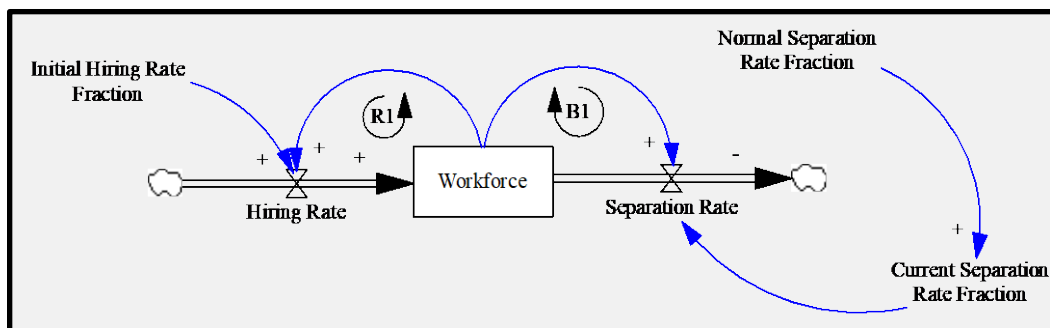 Initial Hiring Rate
Fraction
R1
B1
Normal Separation
Rate Fraction
+
+
+
+
-
Workforce
Hiring Rate
Separation Rate
+
Current Separation
Rate Fraction